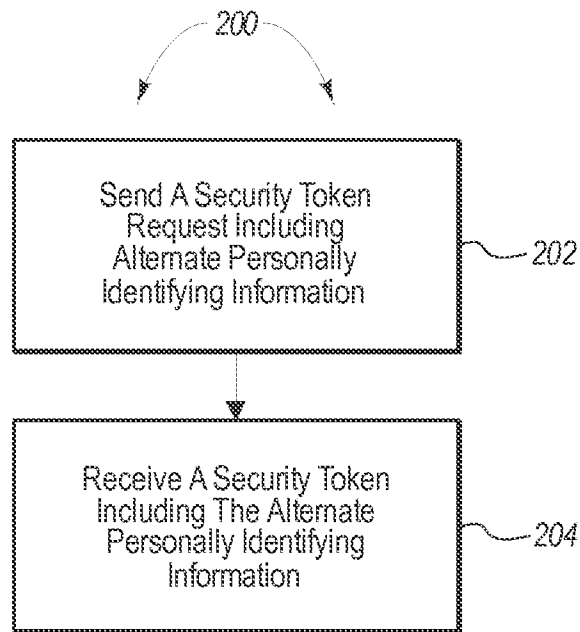 200
Send A Security Token
Request Including
Alternate Personally
Identifying Information
202
Receive A Security Token
Including The Alternate
Personally Identifying
Information
204